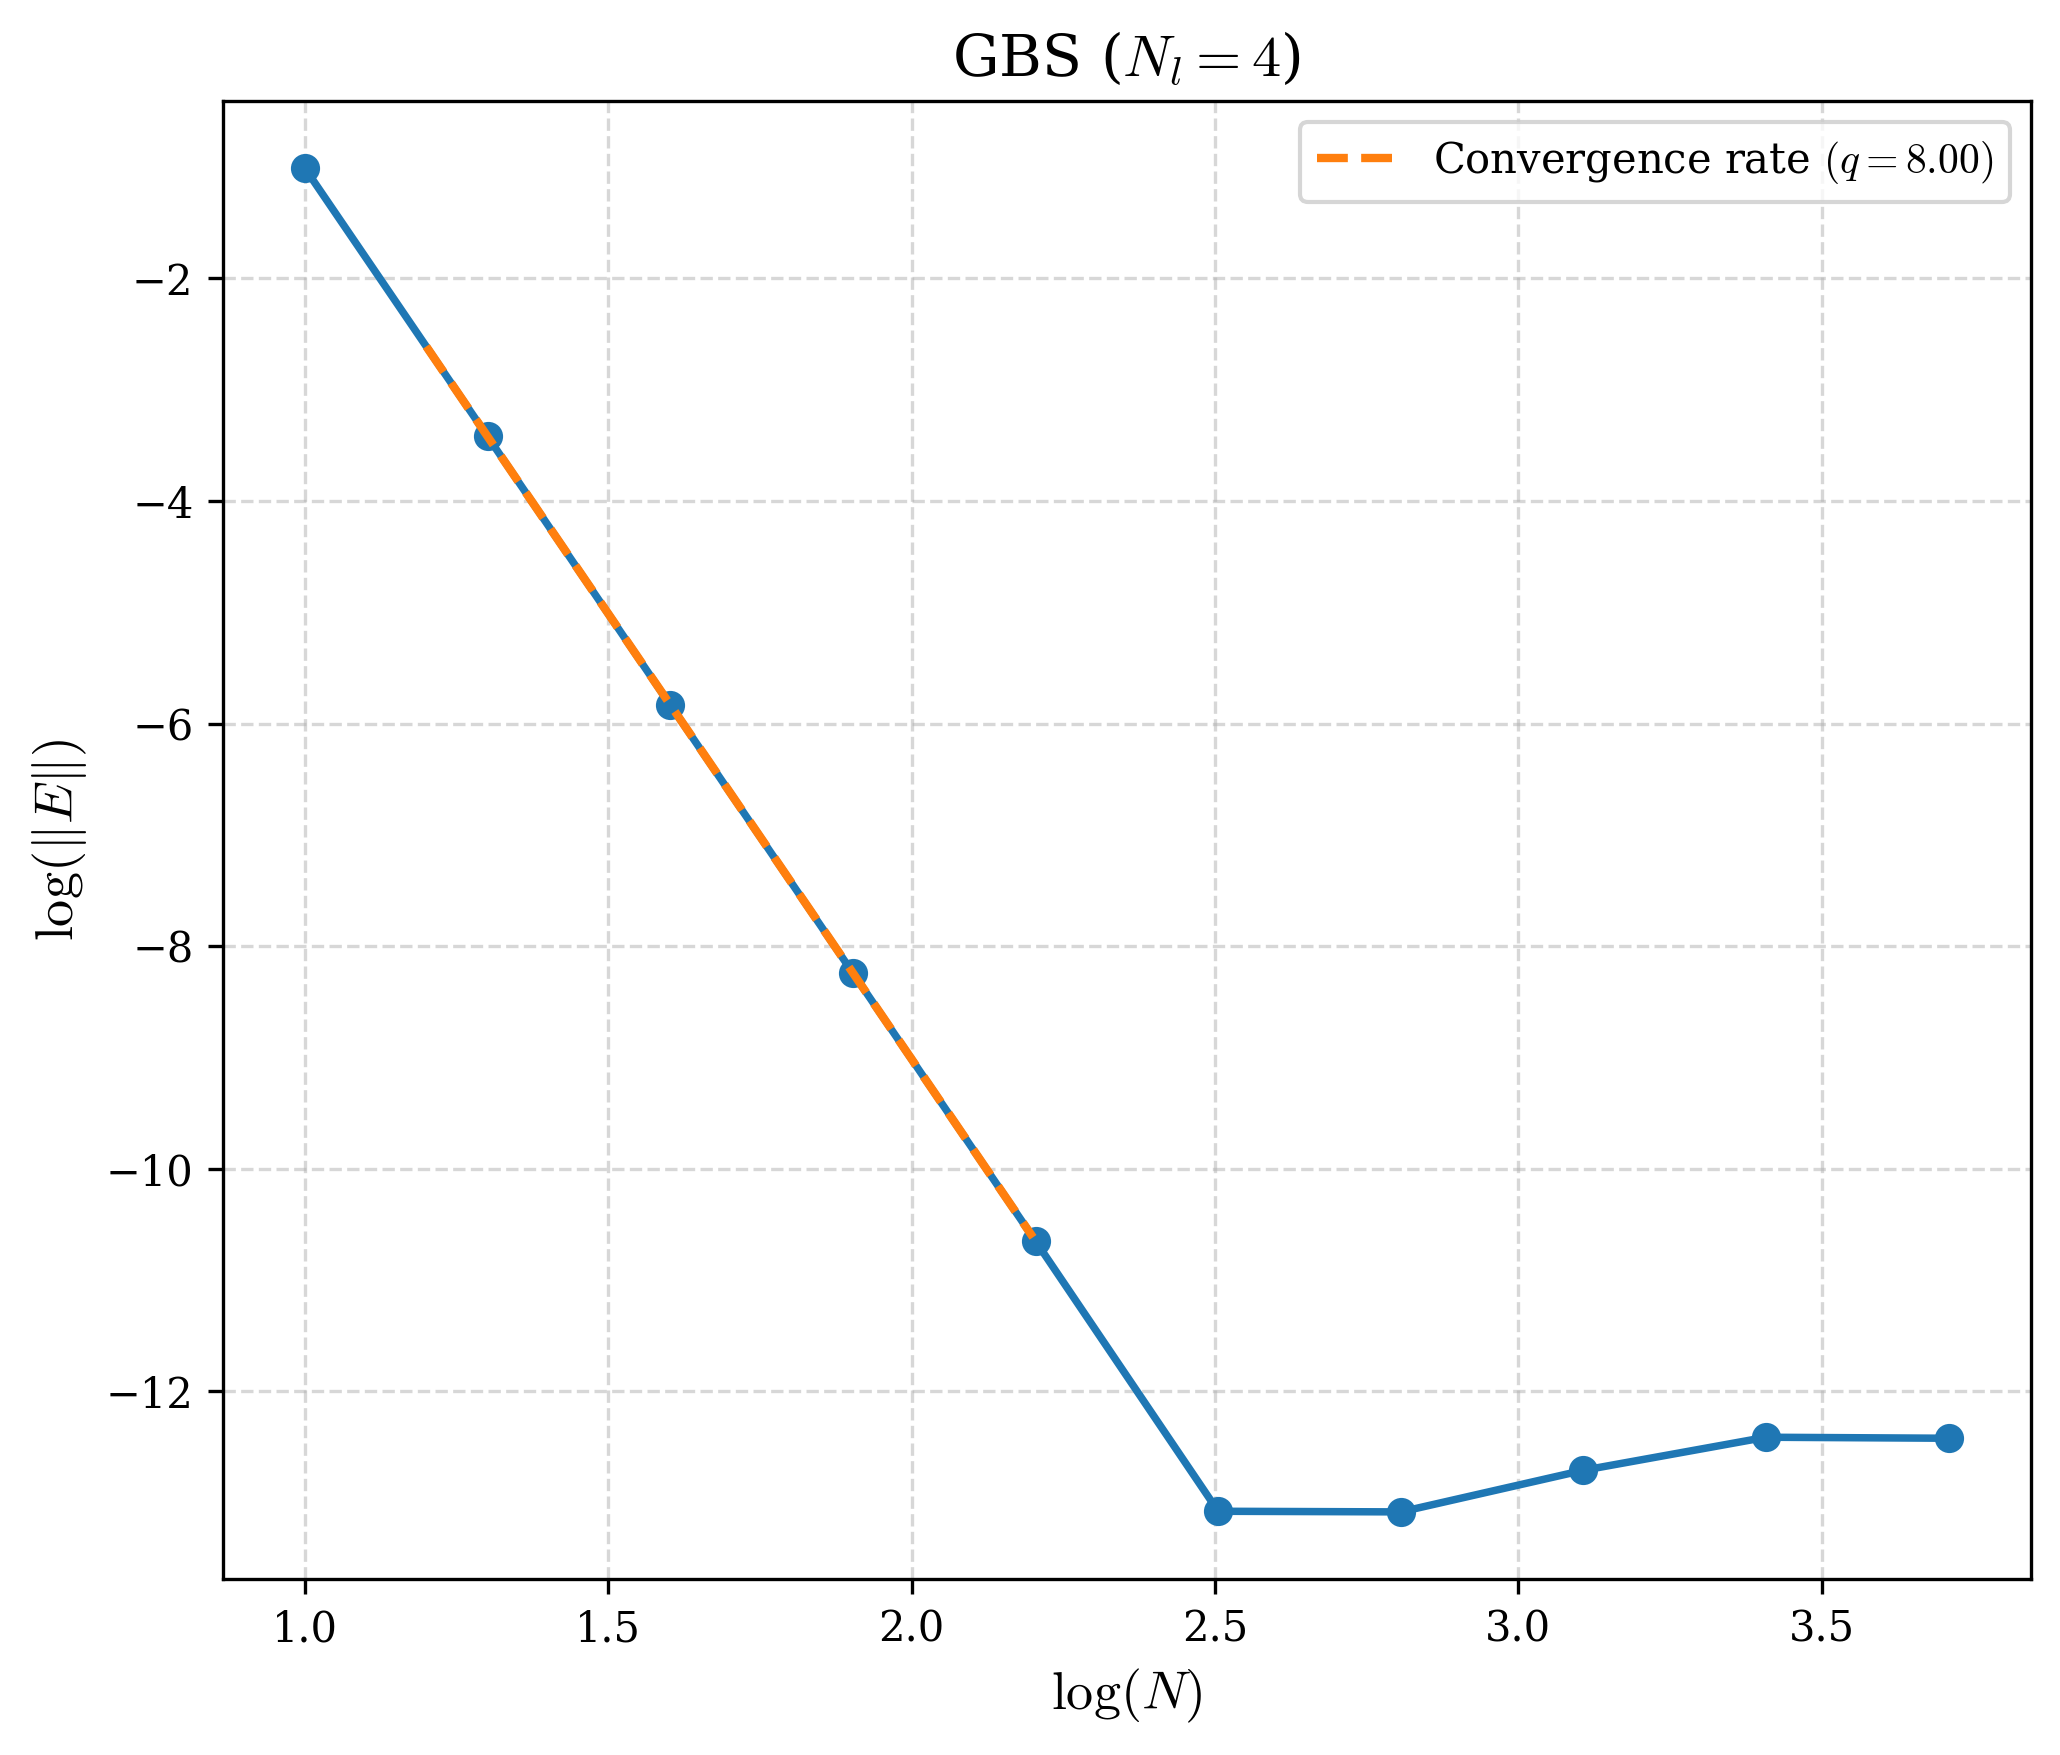 GBS ($N_l = 4$)
Convergence rate $(q = 8.00)$
−2
−4
−6
−8
−10
−12
$\log(||E||)$
1.0 1.5 2.0 2.5 3.0 3.5
$\log(N)$